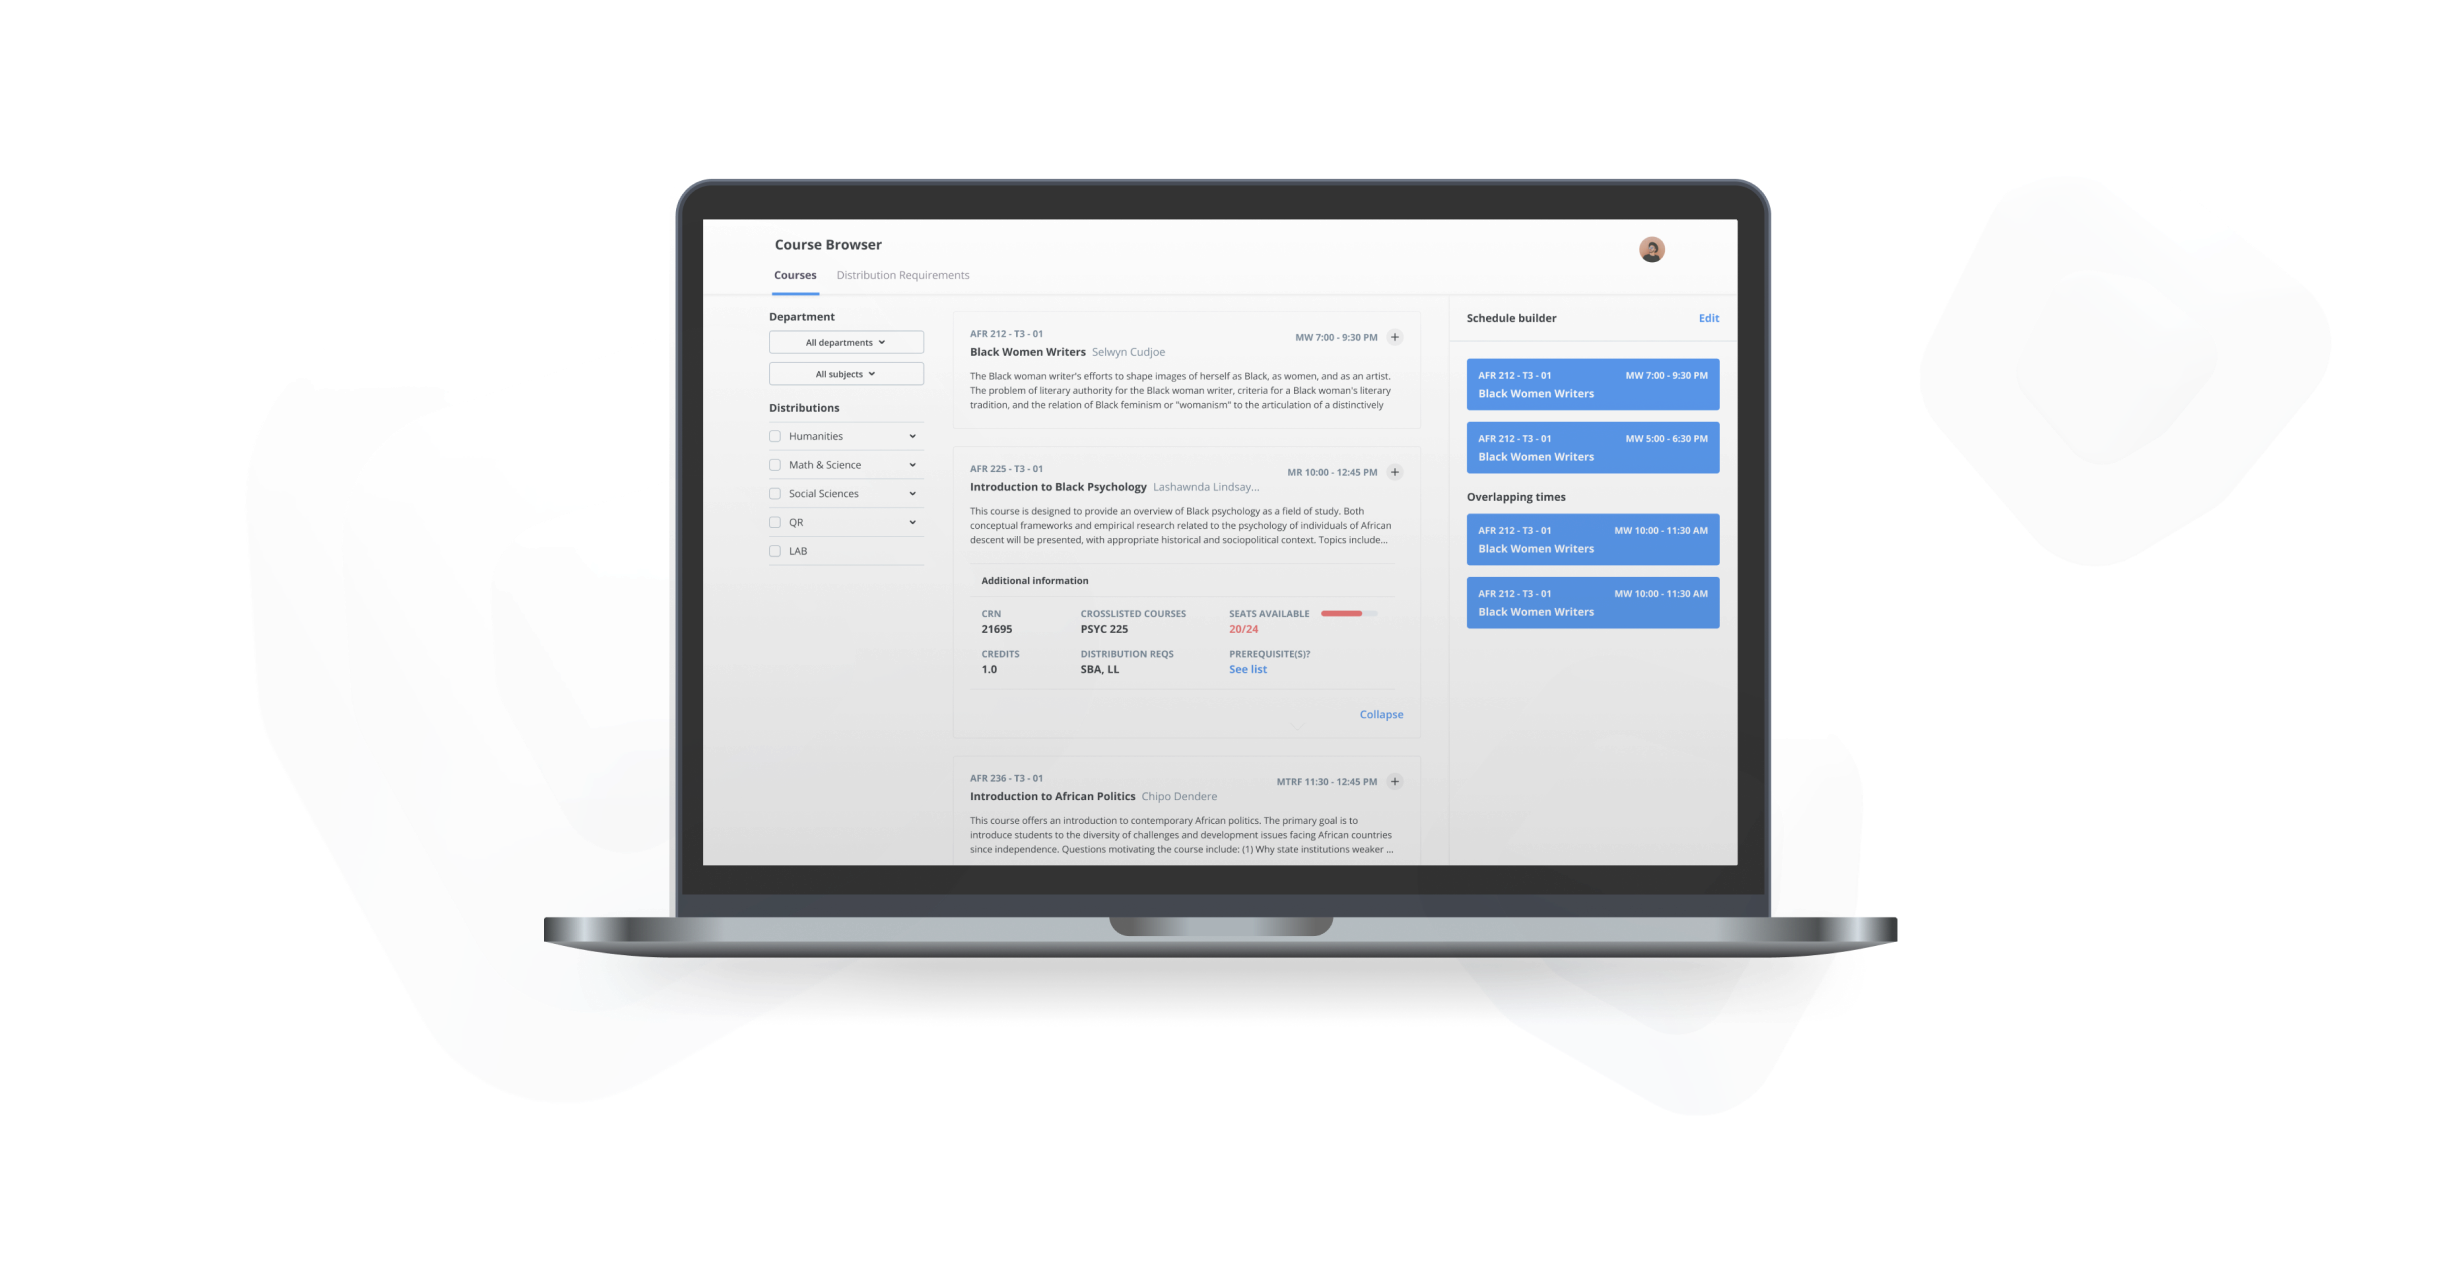 Course Browser
Courses Distribution Requirements
Department
All departments
All subjects
Distributions
Humanities
Math & Science
Social Sciences
QR
LAB
AFR 212 - T3 - 01 MW 7:00 - 9:30 PM +
Black Women Writers Selwyn Cudjoe
The Black woman writer's efforts to shape images of herself as Black, as women, and as an artist.
The problem of literary authority for the Black woman writer, criteria for a Black woman's literary
tradition, and the relation of Black feminism or "womanism" to the articulation of a distinctively
AFR 225 - T3 - 01 MR 10:00 - 12:45 PM +
Introduction to Black Psychology Lashawnda Lindsay...
This course is designed to provide an overview of Black psychology as a field of study. Both
conceptual frameworks and empirical research related to the psychology of individuals of African
descent will be presented, with appropriate historical and sociopolitical context. Topics include...
Additional information
CRN CROSSLISTED COURSES SEATS AVAILABLE
21695 PSYC 225 20/24
CREDITS DISTRIBUTION REQS PREREQUISITE(S)?
1.0 SBA, LL See list
Collapse
AFR 236 - T3 - 01 MTRF 11:30 - 12:45 PM +
Introduction to African Politics Chipo Dendere
This course offers an introduction to contemporary African politics. The primary goal is to
introduce students to the diversity of challenges and development issues facing African countries
since independence. Questions motivating the course include: (1) Why state institutions weaker ...
Schedule builder Edit
AFR 212 - T3 - 01 MW 7:00 - 9:30 PM
Black Women Writers
AFR 212 - T3 - 01 MW 5:00 - 6:30 PM
Black Women Writers
Overlapping times
AFR 212 - T3 - 01 MW 10:00 - 11:30 AM
Black Women Writers
AFR 212 - T3 - 01 MW 10:00 - 11:30 AM
Black Women Writers